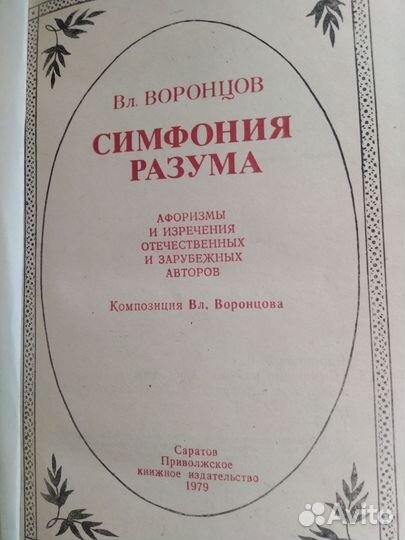 Вл. ВОРОНЦОВ
СИМФОНИЯ
РАЗУМА
АФОРИЗМЫ
И ИЗРЕЧЕНИЯ
ОТЕЧЕСТВЕННЫХ
И ЗАРУБЕЖНЫХ
АВТОРОВ
Композиция Вл. Воронцова
Саратов
Приволжское
книжное издательство
1979
Avito